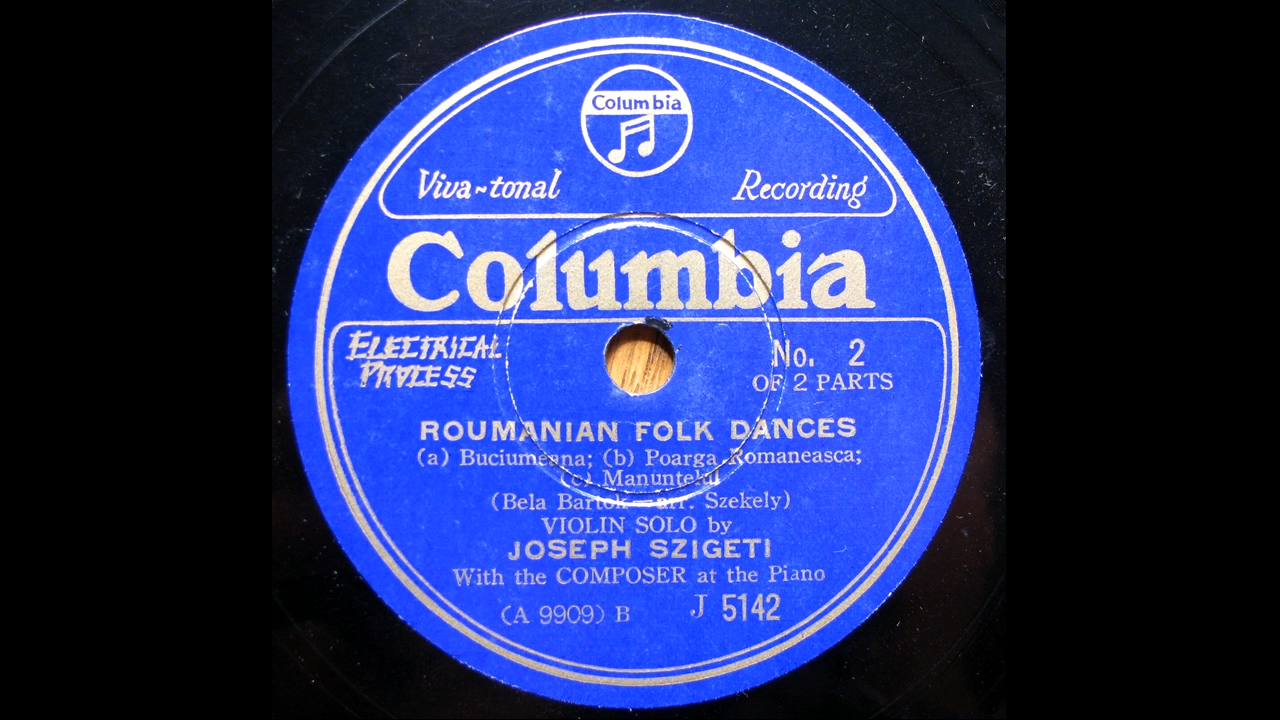 Columbia
Viva-tonal Recording
Columbia
ELECTRICAL
PROCESS
No. 2
OF 2 PARTS
ROUMANIAN FOLK DANCES
(a) Buciumeana; (b) Poarga Romaneasca;
(c) Manuntelul
(Bela Bartok—arr. Szekely)
VIOLIN SOLO by
JOSEPH SZIGETI
With the COMPOSER at the Piano
(A 9909) B J 5142